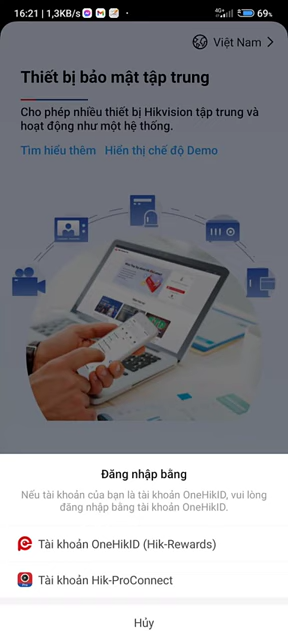 16:21 | 1,3KB/s
4G+
69%
Việt Nam
Thiết bị bảo mật tập trung
Cho phép nhiều thiết bị Hikvision tập trung và
hoạt động như một hệ thống.
Tìm hiểu thêm Hiển thị chế độ Demo
Đăng nhập bằng
Nếu tài khoản của bạn là tài khoản OneHikID, vui lòng
đăng nhập bằng tài khoản OneHikID.
Tài khoản OneHikID (Hik-Rewards)
Tài khoản Hik-ProConnect
Hủy